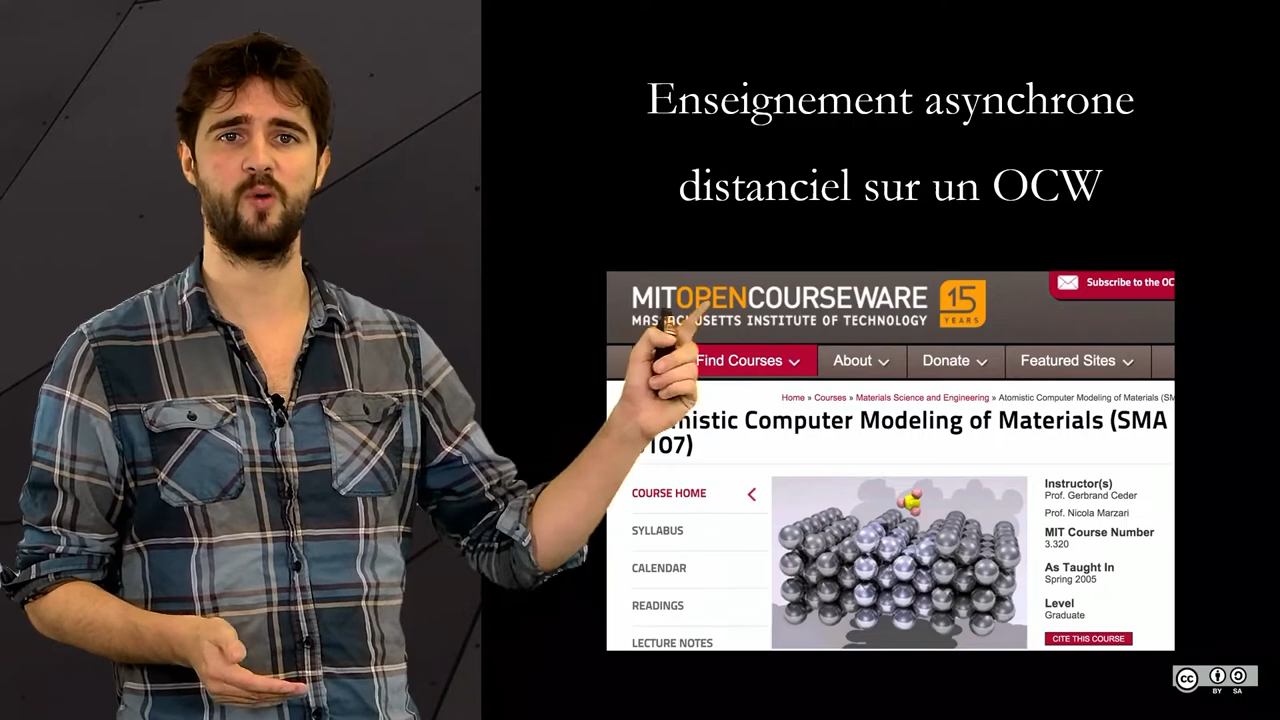 Enseignement asynchrone
distanciel sur un OCW
MITOPENCOURSEWARE
15
YEARS
MASSACHUSETTS INSTITUTE OF TECHNOLOGY
Subscribe to the OC
Find Courses
About
Donate
Featured Sites
Home » Courses » Materials Science and Engineering » Atomistic Computer Modeling of Materials (SM
Computer Modeling of Materials (SMA
107)
COURSE HOME
SYLLABUS
CALENDAR
READINGS
LECTURE NOTES
Instructor(s)
Prof. Gerbrand Ceder
Prof. Nicola Marzari
MIT Course Number
3.320
As Taught In
Spring 2005
Level
Graduate
CITE THIS COURSE
cc
BY SA